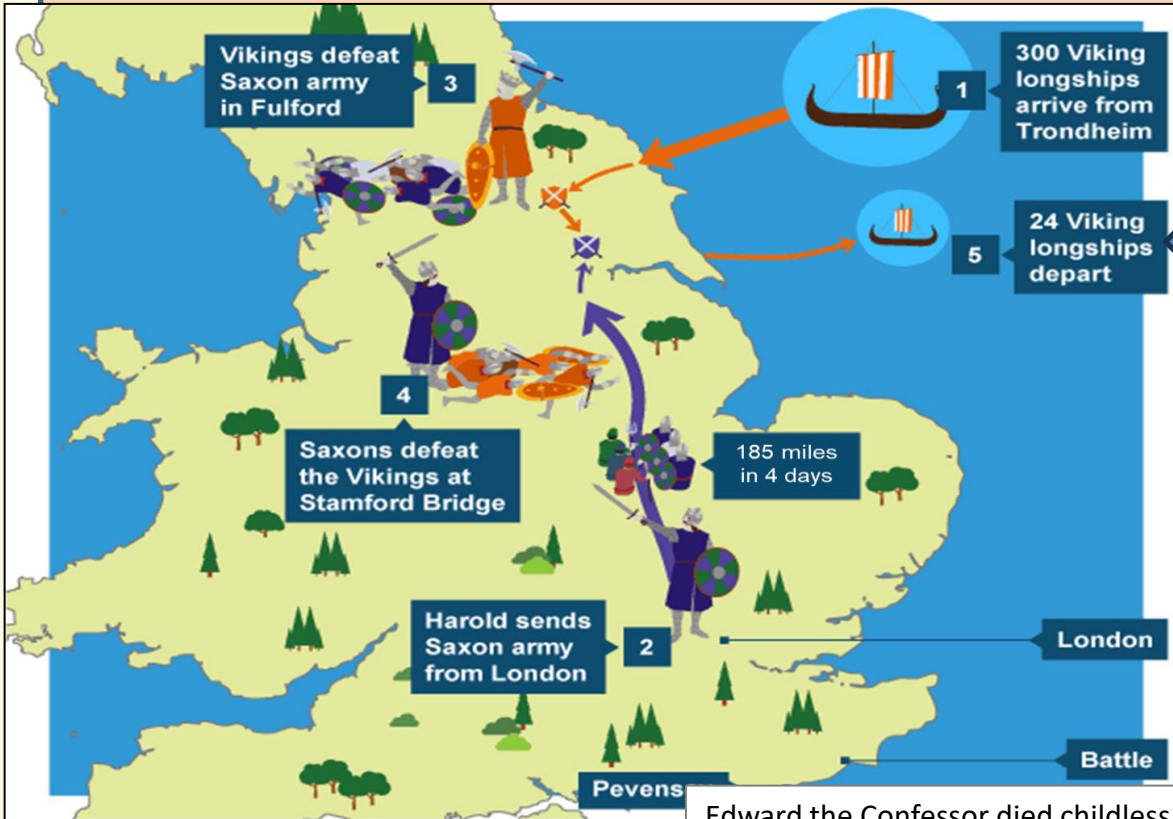 Vikings defeat
Saxon army
in Fulford
3
1
300 Viking
longships
arrive from
Trondheim
5
24 Viking
longships
depart
4
Saxons defeat
the Vikings at
Stamford Bridge
185 miles
in 4 days
Harold sends
Saxon army
from London
2
London
Battle
Edward the Confessor died childless